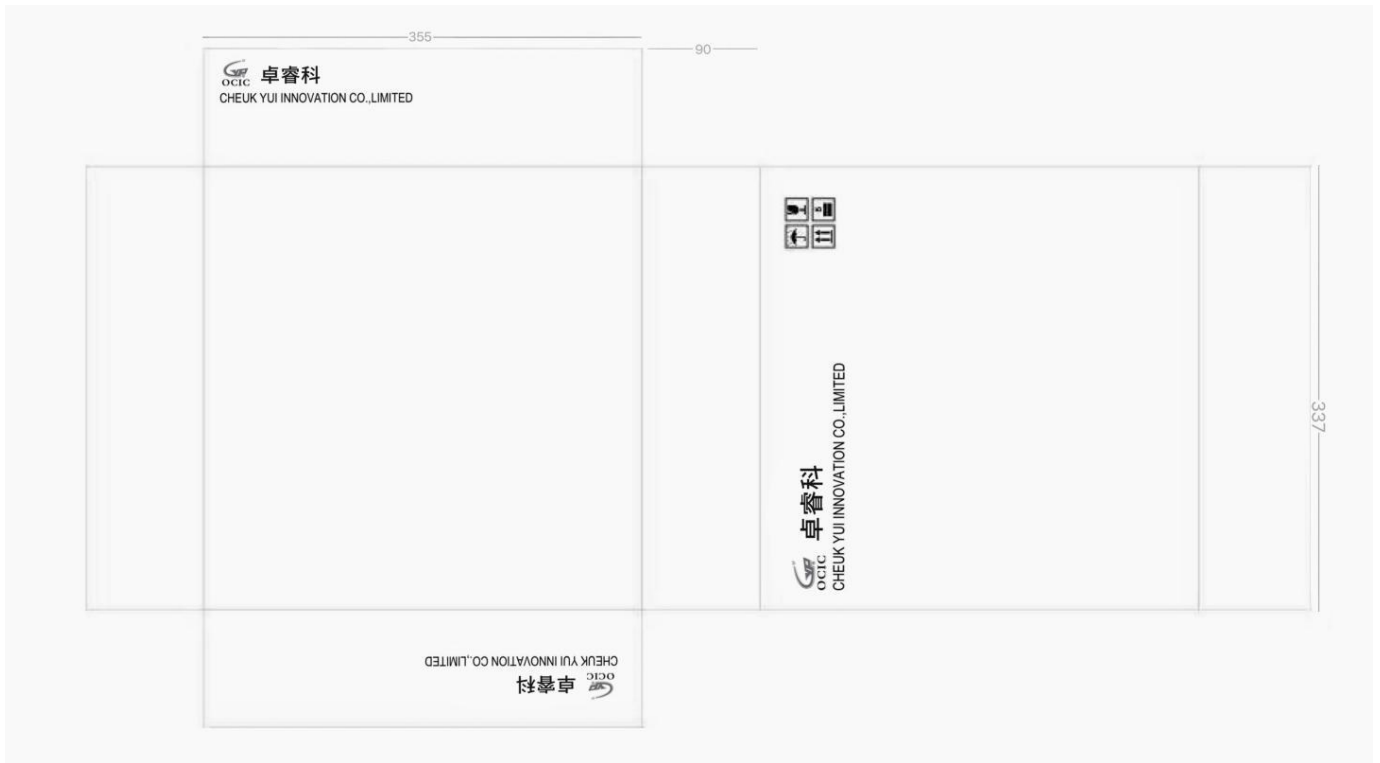 355
90
OCIC 卓睿科
CHEUK YUI INNOVATION CO.,LIMITED
337
OCIC 卓睿科
CHEUK YUI INNOVATION CO.,LIMITED
CHEUK YUI INNOVATION CO.,LIMITED
OCIC 卓睿科